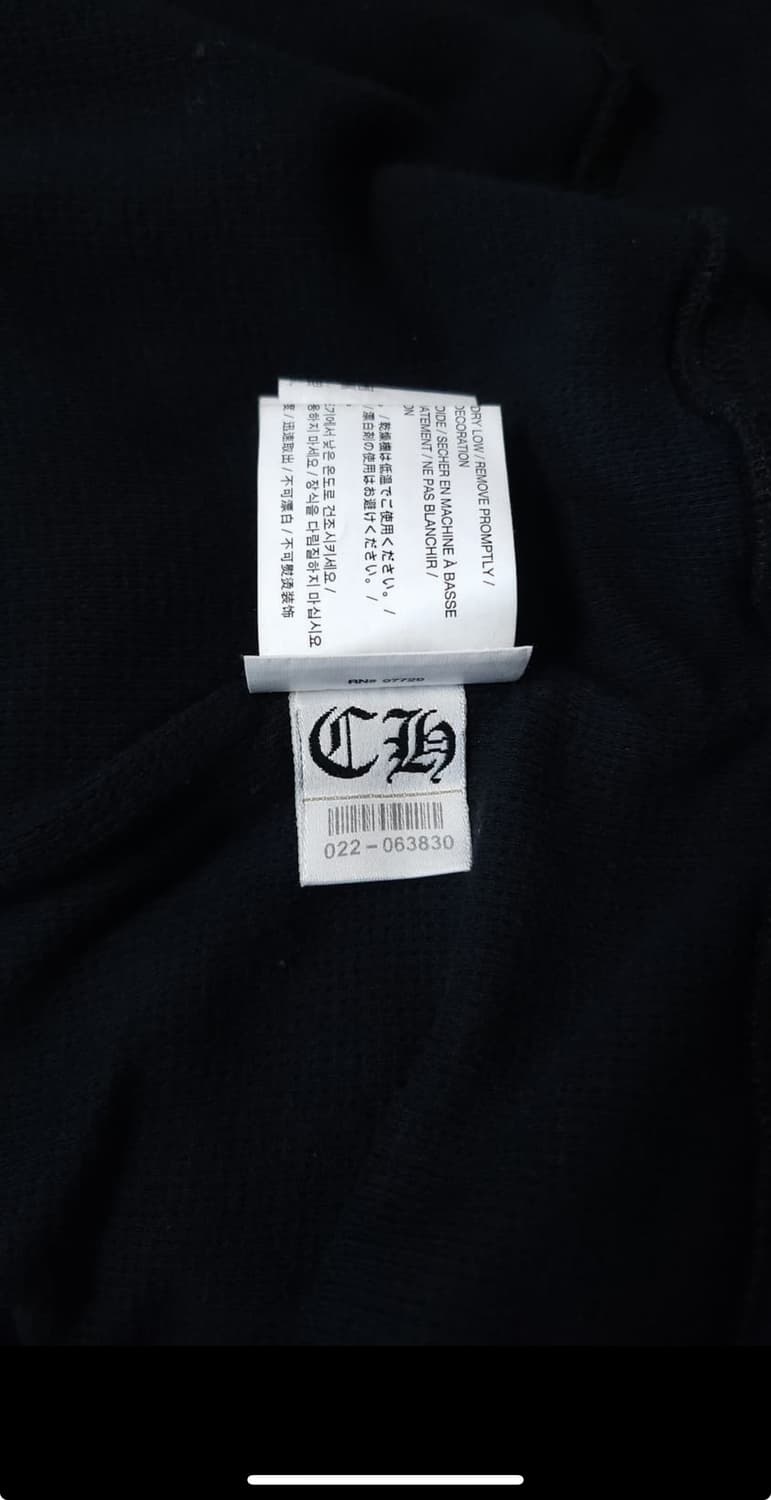 DRY LOW / REMOVE PROMPTLY /
DECORATION
OIDE / SECHER EN MACHINE À BASSE
ATEMENT / NE PAS BLANCHIR /
ON
/ 乾燥機は低温でご使用ください。 /
/ 漂白剤の使用はお避けください。 /
기에서 낮은 온도로 건조시키세요 /
용하지 마세요 / 장식을 다림질하지 마십시오
/ 迅速取出 / 不可漂白 / 不可熨烫装饰
RN# 07720
CH
022-063830